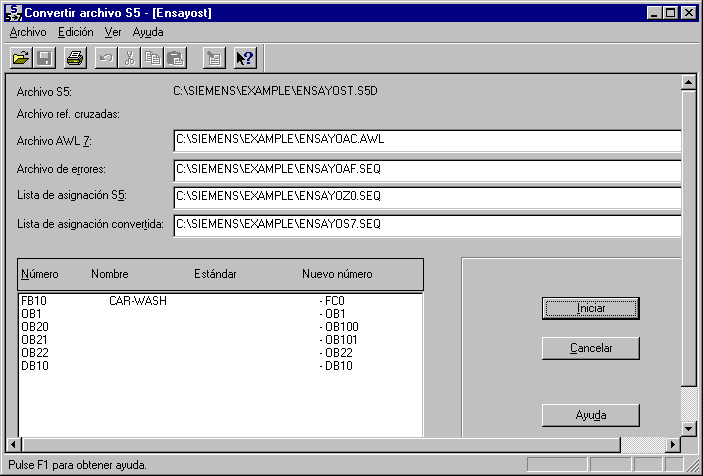 Convertir archivo S5 - [Ensayost]
Archivo Edición Ver Ayuda
Archivo S5: C:\SIEMENS\EXAMPLE\ENSAYOST.S5D
Archivo ref. cruzadas:
Archivo AWL 7: C:\SIEMENS\EXAMPLE\ENSAYOAC.AWL
Archivo de errores: C:\SIEMENS\EXAMPLE\ENSAYOAF.SEQ
Lista de asignación S5: C:\SIEMENS\EXAMPLE\ENSAYOZ0.SEQ
Lista de asignación convertida: C:\SIEMENS\EXAMPLE\ENSAYOS7.SEQ
Número Nombre Estándar Nuevo número
FB10 CAR-WASH - FC0
OB1 - OB1
OB20 - OB100
OB21 - OB101
OB22 - OB22
DB10 - DB10
Iniciar
Cancelar
Ayuda
Pulse F1 para obtener ayuda.